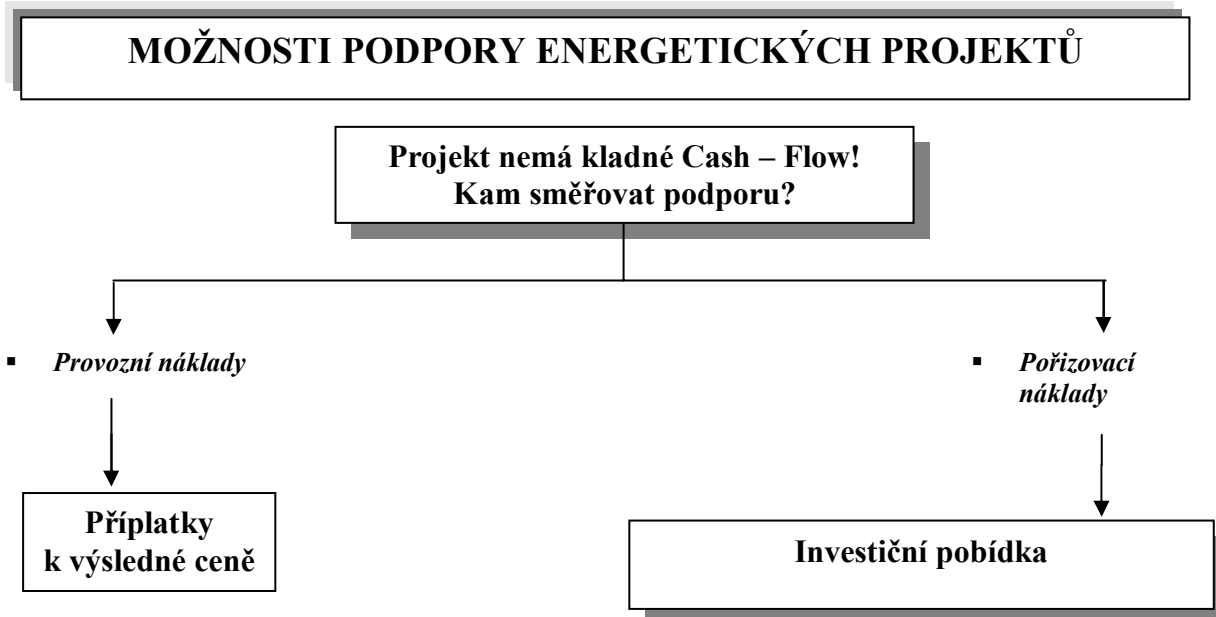 MOŽNOSTI PODPORY ENERGETICKÝCH PROJEKTŮ
Projekt nemá kladné Cash – Flow!
Kam směřovat podporu?
▪ Provozní náklady
▪ Pořizovací
náklady
Příplatky
k výsledné ceně
Investiční pobídka